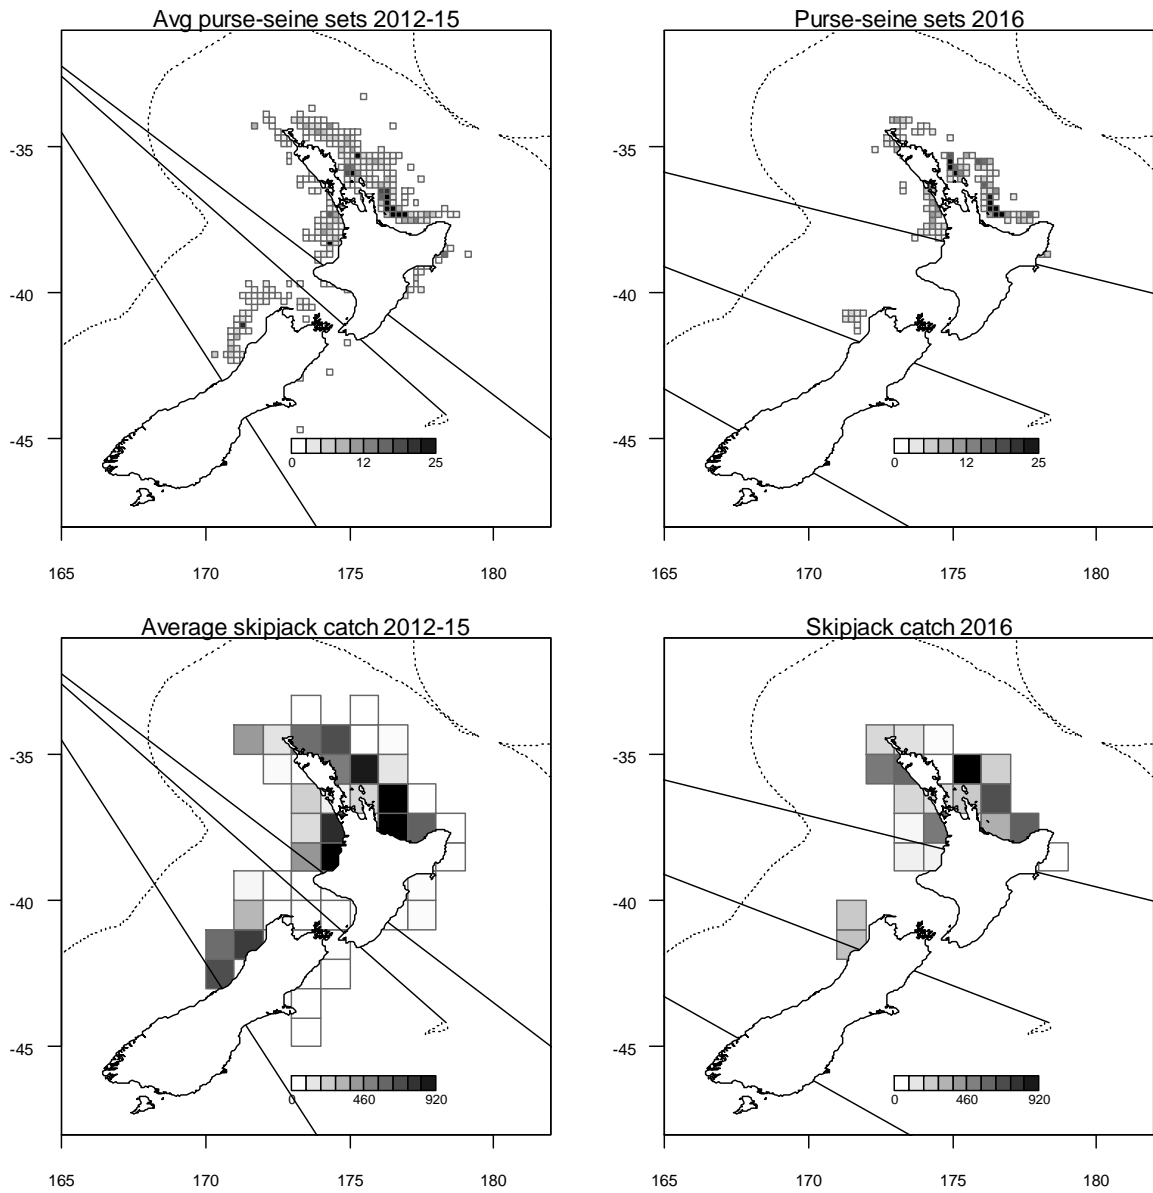 Avg purse-seine sets 2012-15
Purse-seine sets 2016
-35
-35
-40
-40
-45
-45
0 12 25
0 12 25
165 170 175 180
165 170 175 180
Average skipjack catch 2012-15
Skipjack catch 2016
-35
-35
-40
-40
-45
-45
0 460 920
0 460 920
165 170 175 180
165 170 175 180